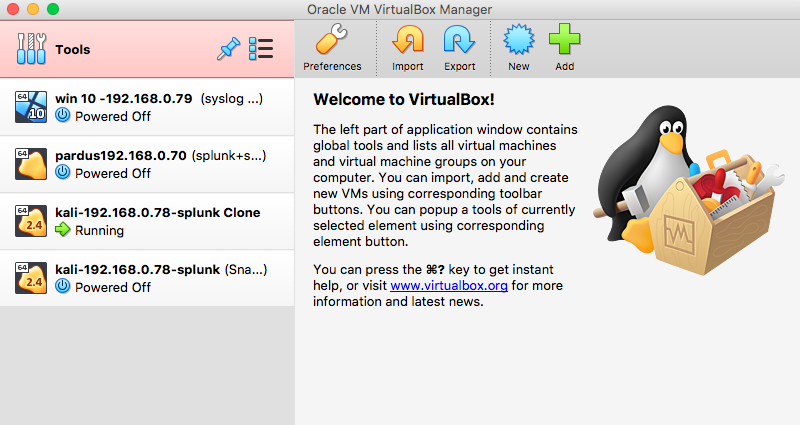 Oracle VM VirtualBox Manager
Tools
Preferences
Import
Export
New
Add
64
10
win 10 -192.168.0.79 (syslog ...)
Powered Off
64
pardus192.168.0.70 (splunk+s...)
Powered Off
64
2.4
kali-192.168.0.78-splunk Clone
Running
64
2.4
kali-192.168.0.78-splunk (Sna...)
Powered Off
Welcome to VirtualBox!
The left part of application window contains
global tools and lists all virtual machines
and virtual machine groups on your
computer. You can import, add and create
new VMs using corresponding toolbar
buttons. You can popup a tools of currently
selected element using corresponding
element button.
You can press the ⌘? key to get instant
help, or visit www.virtualbox.org for more
information and latest news.